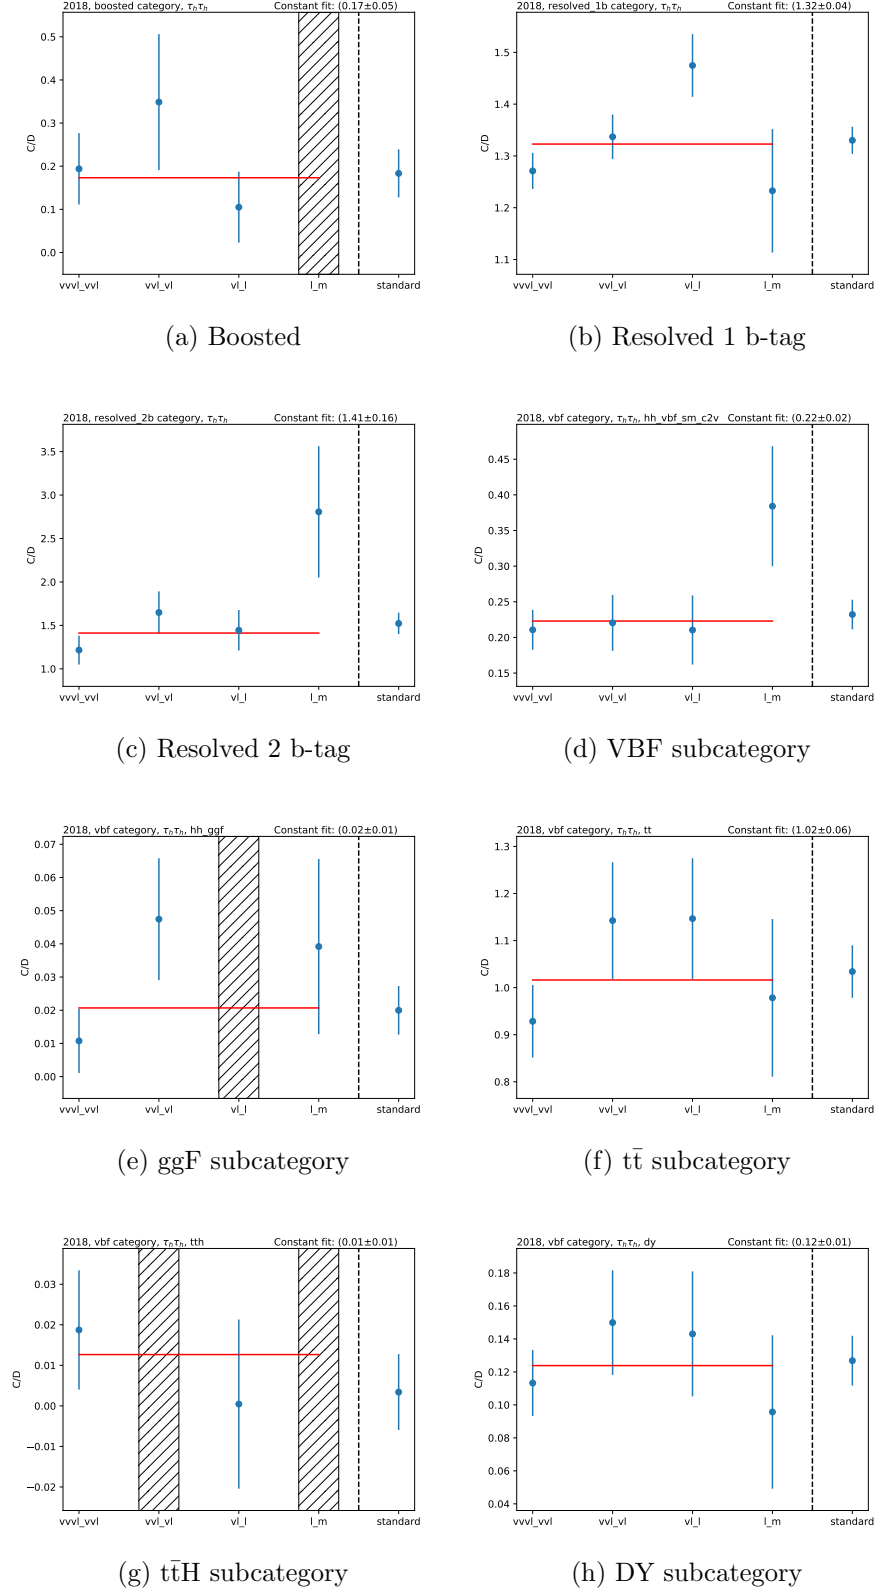 2018, boosted category, τₕτₕ Constant fit: (0.17±0.05)
0.5
0.4
0.3
0.2
0.1
0.0
C/D
vvvl_vvl vvl_vl vl_l l_m standard
(a) Boosted
2018, resolved_1b category, τₕτₕ Constant fit: (1.32±0.04)
1.5
1.4
1.3
1.2
1.1
C/D
vvvl_vvl vvl_vl vl_l l_m standard
(b) Resolved 1 b-tag
2018, resolved_2b category, τₕτₕ Constant fit: (1.41±0.16)
3.5
3.0
2.5
2.0
1.5
1.0
C/D
vvvl_vvl vvl_vl vl_l l_m standard
(c) Resolved 2 b-tag
2018, vbf category, τₕτₕ, hh_vbf_sm_c2v Constant fit: (0.22±0.02)
0.45
0.40
0.35
0.30
0.25
0.20
0.15
C/D
vvvl_vvl vvl_vl vl_l l_m standard
(d) VBF subcategory
2018, vbf category, τₕτₕ, hh_ggf Constant fit: (0.02±0.01)
0.07
0.06
0.05
0.04
0.03
0.02
0.01
0.00
C/D
vvvl_vvl vvl_vl vl_l l_m standard
(e) ggF subcategory
2018, vbf category, τₕτₕ, tt Constant fit: (1.02±0.06)
1.3
1.2
1.1
1.0
0.9
0.8
C/D
vvvl_vvl vvl_vl vl_l l_m standard
(f) tt̄ subcategory
2018, vbf category, τₕτₕ, tth Constant fit: (0.01±0.01)
0.03
0.02
0.01
0.00
−0.01
−0.02
C/D
vvvl_vvl vvl_vl vl_l l_m standard
(g) tt̄H subcategory
2018, vbf category, τₕτₕ, dy Constant fit: (0.12±0.01)
0.18
0.16
0.14
0.12
0.10
0.08
0.06
0.04
C/D
vvvl_vvl vvl_vl vl_l l_m standard
(h) DY subcategory